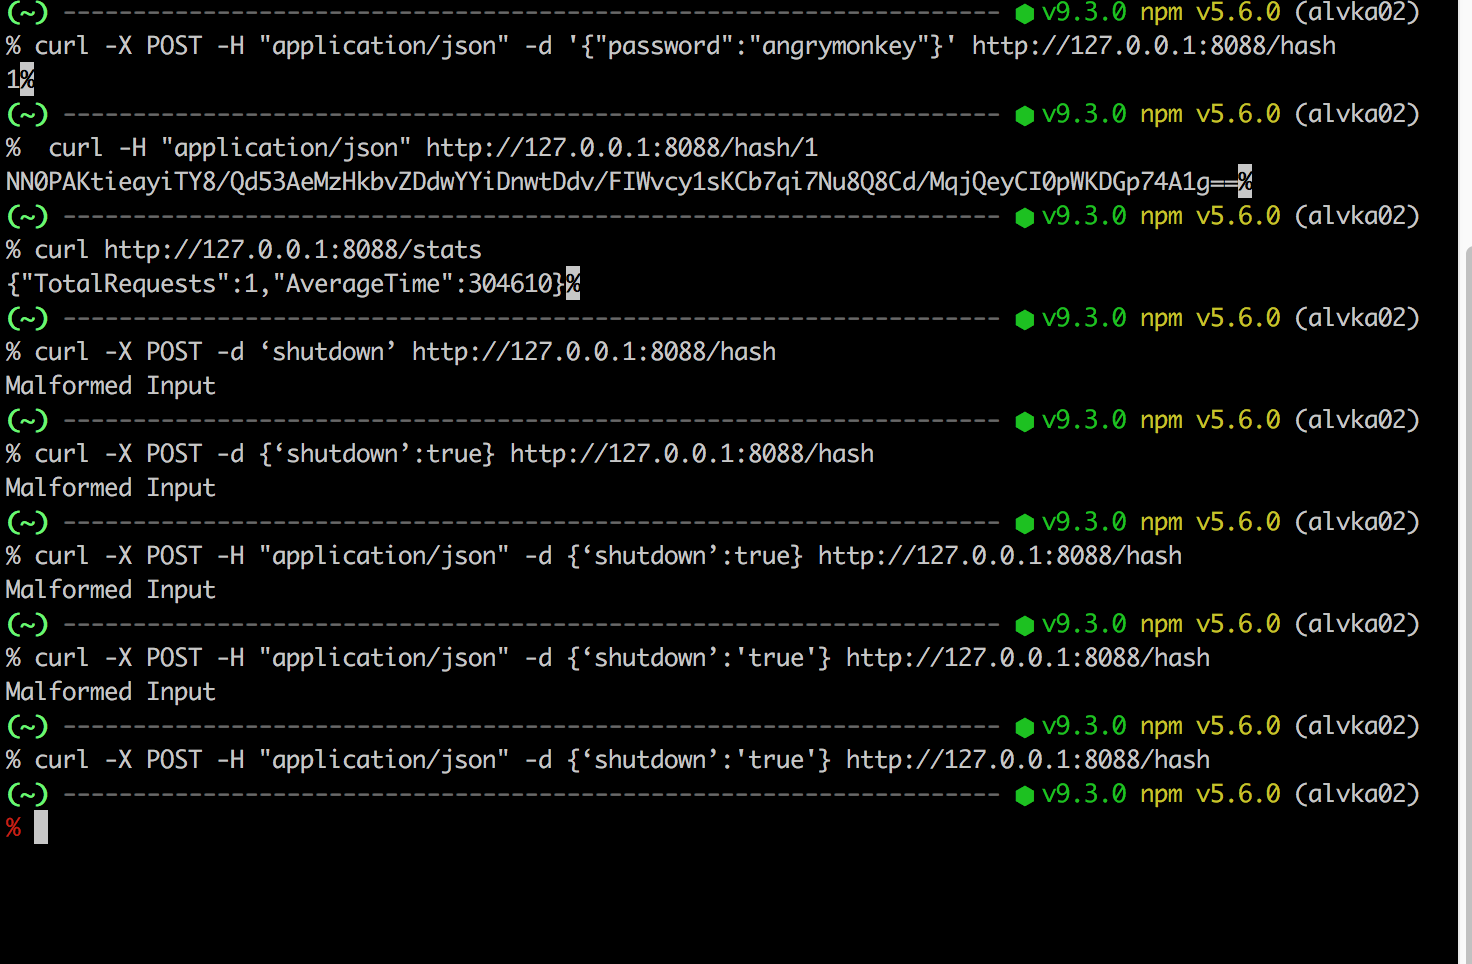 (~) ------------------------------------------------------------------- ⬢ v9.3.0 npm v5.6.0 (alvka02)
% curl -X POST -H "application/json" -d '{"password":"angrymonkey"}' http://127.0.0.1:8088/hash
1%
(~) ------------------------------------------------------------------- ⬢ v9.3.0 npm v5.6.0 (alvka02)
%  curl -H "application/json" http://127.0.0.1:8088/hash/1
NN0PAKtieayiTY8/Qd53AeMzHkbvZDdwYYiDnwtDdv/FIWvcy1sKCb7qi7Nu8Q8Cd/MqjQeyCI0pWKDGp74A1g==%
(~) ------------------------------------------------------------------- ⬢ v9.3.0 npm v5.6.0 (alvka02)
% curl http://127.0.0.1:8088/stats
{"TotalRequests":1,"AverageTime":304610}%
(~) ------------------------------------------------------------------- ⬢ v9.3.0 npm v5.6.0 (alvka02)
% curl -X POST -d ‘shutdown’ http://127.0.0.1:8088/hash
Malformed Input
(~) ------------------------------------------------------------------- ⬢ v9.3.0 npm v5.6.0 (alvka02)
% curl -X POST -d {‘shutdown’:true} http://127.0.0.1:8088/hash
Malformed Input
(~) ------------------------------------------------------------------- ⬢ v9.3.0 npm v5.6.0 (alvka02)
% curl -X POST -H "application/json" -d {‘shutdown’:true} http://127.0.0.1:8088/hash
Malformed Input
(~) ------------------------------------------------------------------- ⬢ v9.3.0 npm v5.6.0 (alvka02)
% curl -X POST -H "application/json" -d {‘shutdown’:'true'} http://127.0.0.1:8088/hash
Malformed Input
(~) ------------------------------------------------------------------- ⬢ v9.3.0 npm v5.6.0 (alvka02)
% curl -X POST -H "application/json" -d {‘shutdown’:'true'} http://127.0.0.1:8088/hash
(~) ------------------------------------------------------------------- ⬢ v9.3.0 npm v5.6.0 (alvka02)
%